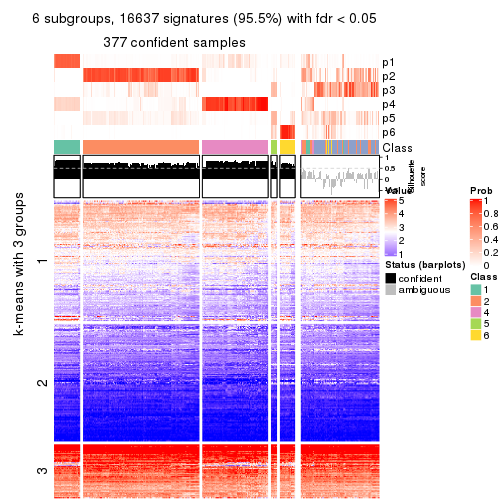 6 subgroups, 16637 signatures (95.5%) with fdr < 0.05
377 confident samples
p1
p2
p3
p4
p5
p6
Class
1
0.5
0
Silhouette
score
k-means with 3 groups
1
2
3
Value
5
4
3
2
1
Status (barplots)
confident
ambiguous
Prob
1
0.8
0.6
0.4
0.2
0
Class
1
2
4
5
6